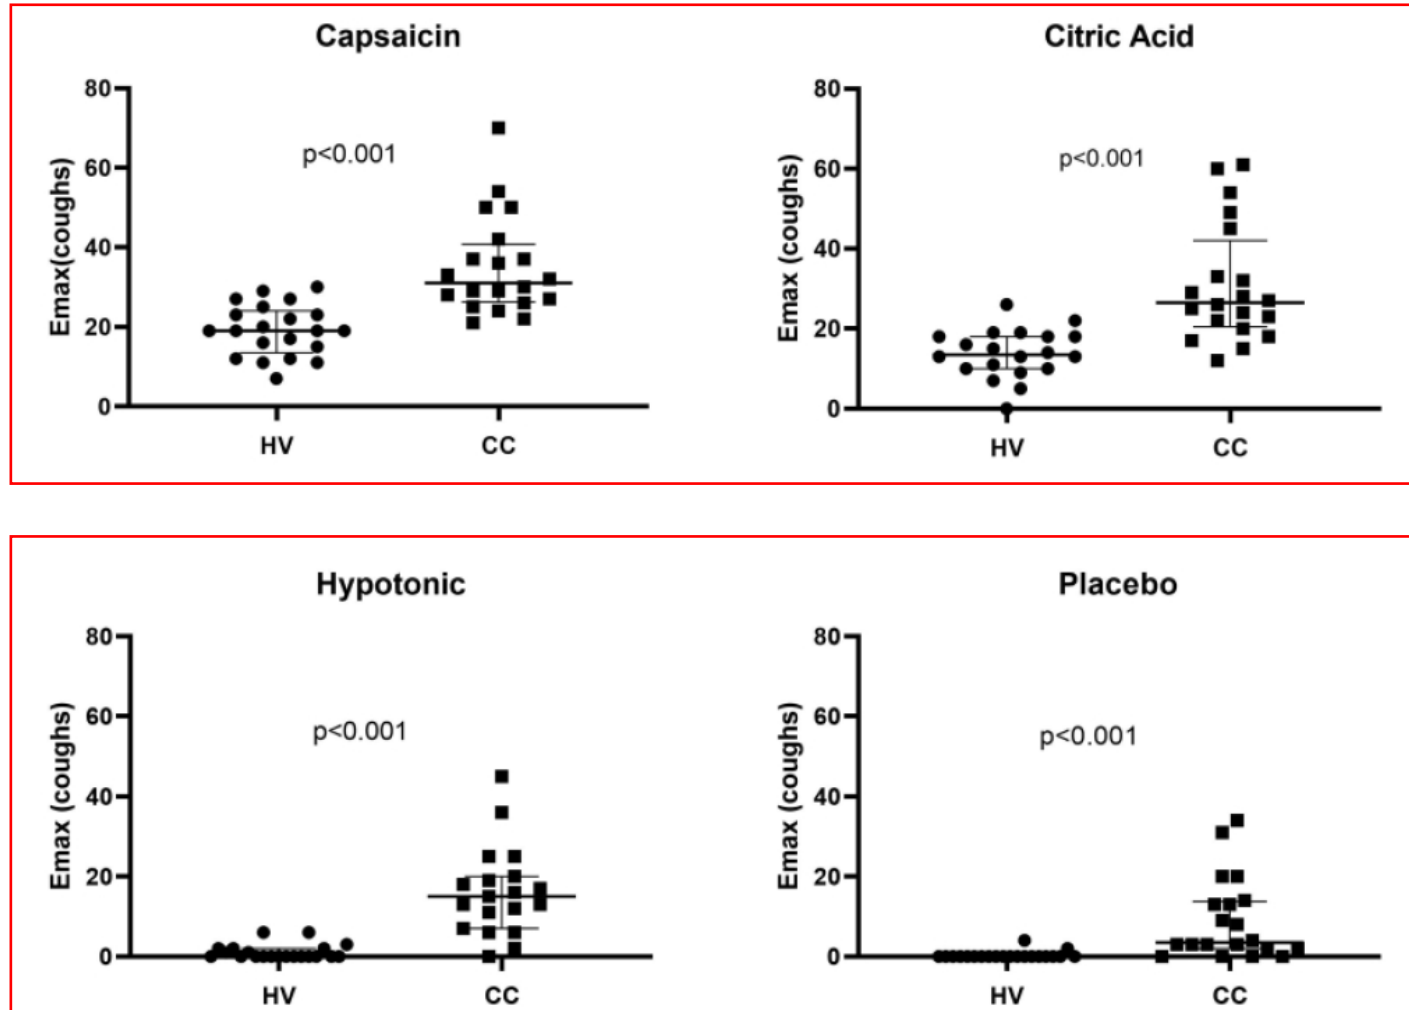 Capsaicin
80
60
40
20
0
Emax(coughs)
p<0.001
HV
CC
Citric Acid
80
60
40
20
0
Emax (coughs)
p<0.001
HV
CC
Hypotonic
80
60
40
20
0
Emax (coughs)
p<0.001
HV
CC
Placebo
80
60
40
20
0
Emax (coughs)
p<0.001
HV
CC